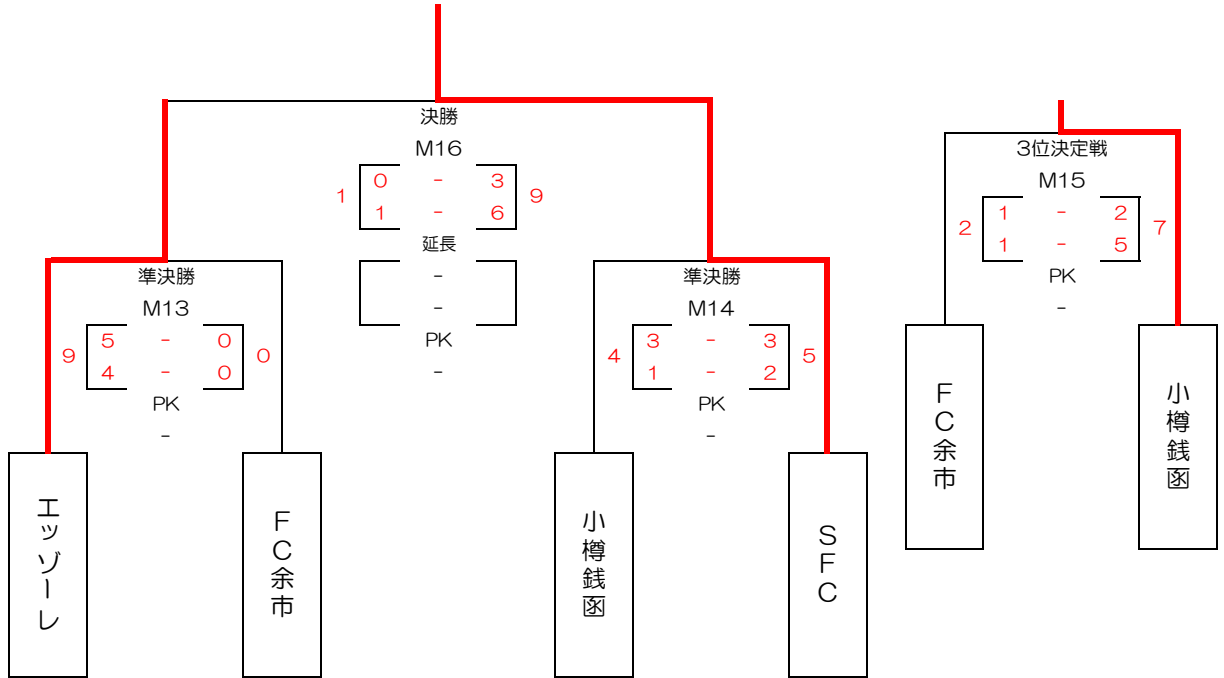 決勝
M16
1 0 - 3 9
1 - 6
延長
-
-
PK
-
準決勝
M13
9 5 - 0 0
4 - 0
PK
-
エッゾーレ
FC余市
準決勝
M14
4 3 - 3 5
1 - 2
PK
-
小樽銭函
SFC
3位決定戦
M15
2 1 - 2 7
1 - 5
PK
-
FC余市
小樽銭函